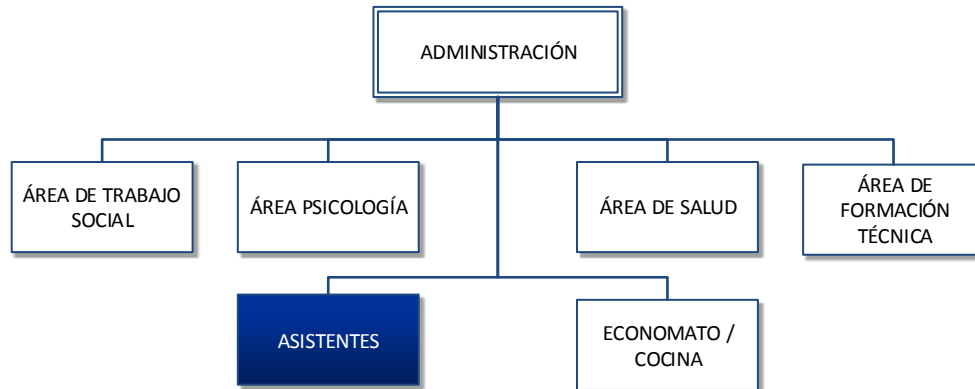 ADMINISTRACIÓN
ÁREA DE TRABAJO
SOCIAL
ÁREA PSICOLOGÍA
ÁREA DE SALUD
ÁREA DE
FORMACIÓN
TÉCNICA
ASISTENTES
ECONOMATO /
COCINA